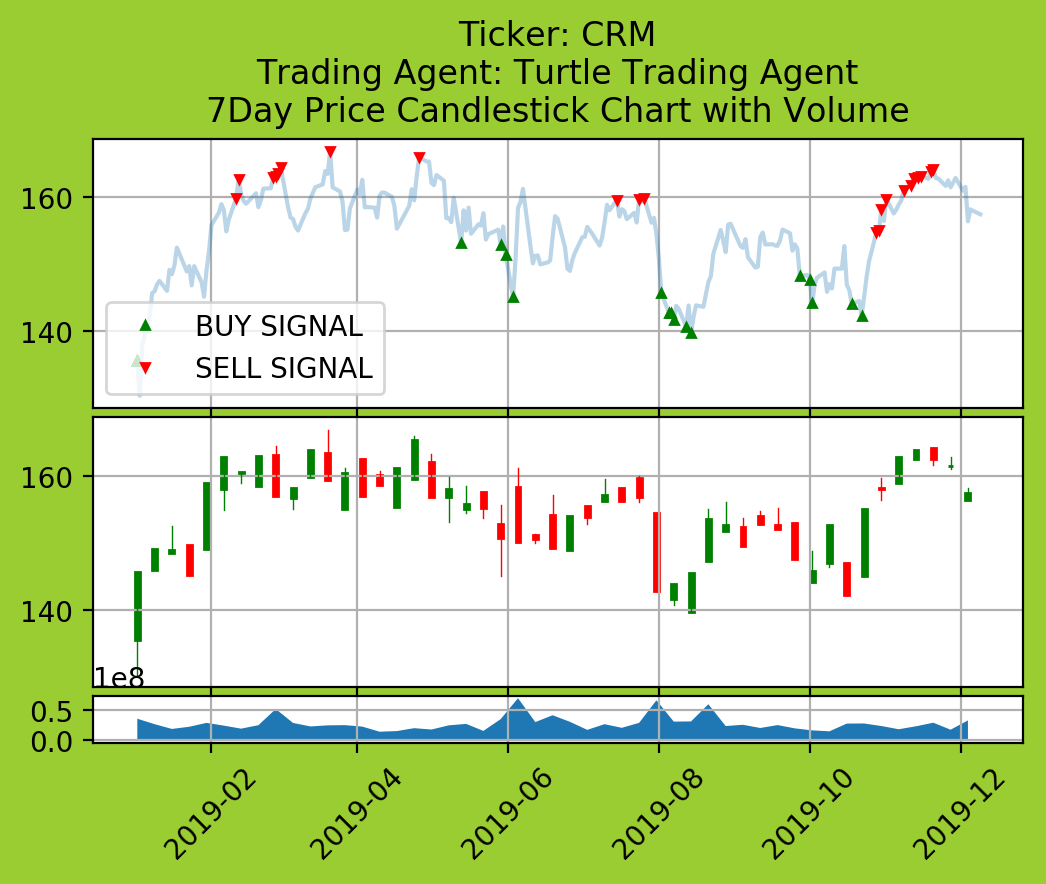 Ticker: CRM
Trading Agent: Turtle Trading Agent
7Day Price Candlestick Chart with Volume
160
140
BUY SIGNAL
SELL SIGNAL
160
140
1e8
0.5
0.0
2019-02
2019-04
2019-06
2019-08
2019-10
2019-12